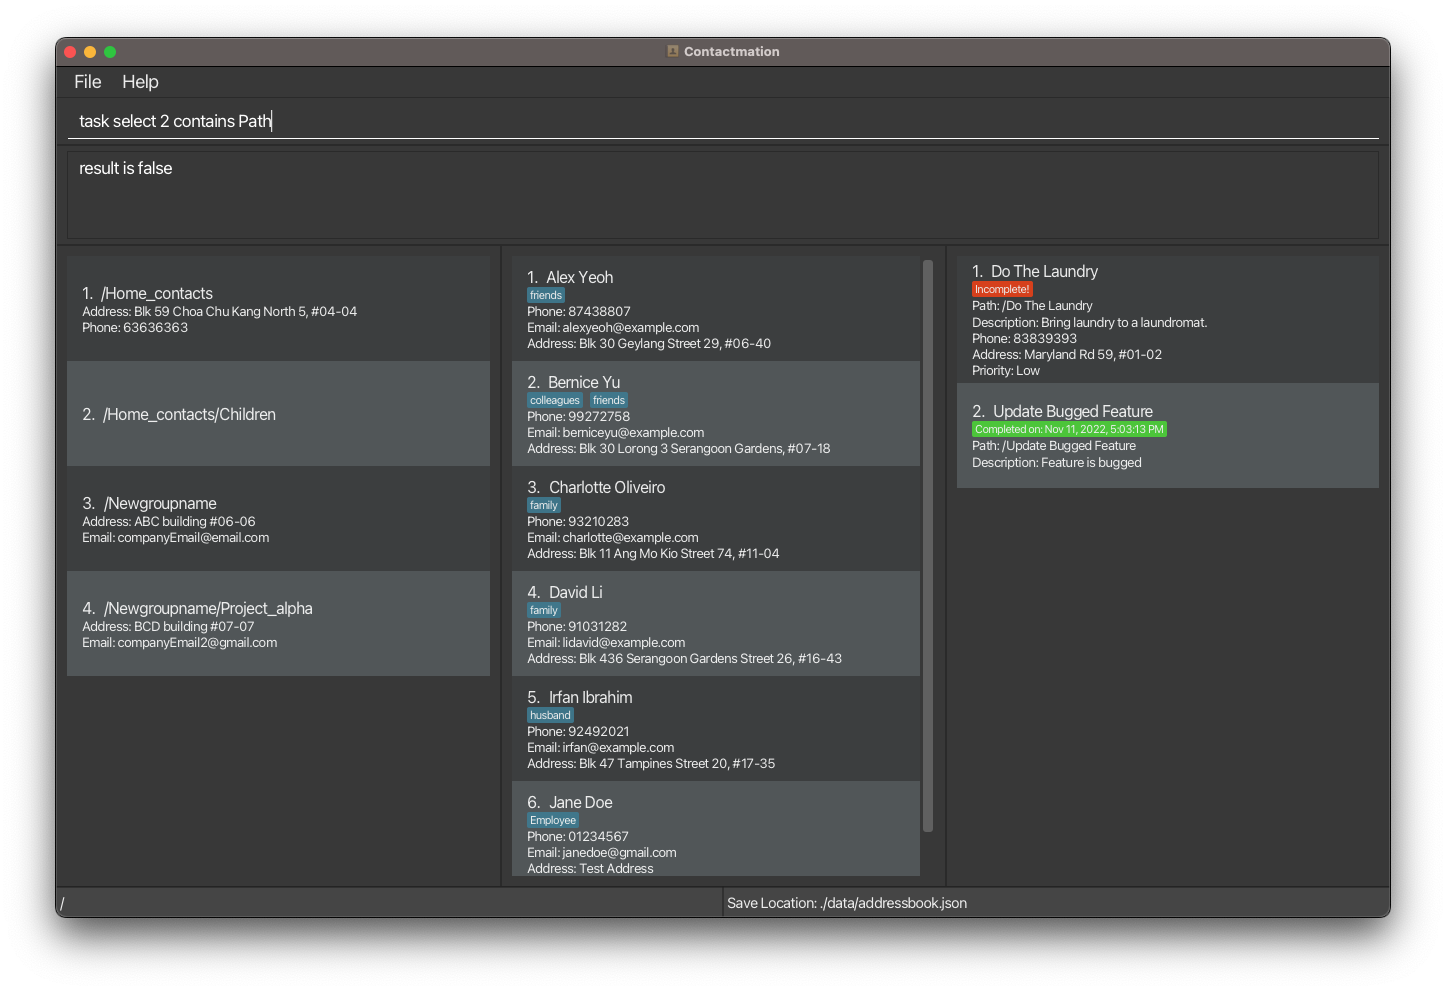 Contactmation
File Help
task select 2 contains Path
result is false
1. /Home_contacts
Address: Blk 59 Choa Chu Kang North 5, #04-04
Phone: 63636363
2. /Home_contacts/Children
3. /Newgroupname
Address: ABC building #06-06
Email: companyEmail@email.com
4. /Newgroupname/Project_alpha
Address: BCD building #07-07
Email: companyEmail2@gmail.com
1. Alex Yeoh
friends
Phone: 87438807
Email: alexyeoh@example.com
Address: Blk 30 Geylang Street 29, #06-40
2. Bernice Yu
colleagues friends
Phone: 99272758
Email: berniceyu@example.com
Address: Blk 30 Lorong 3 Serangoon Gardens, #07-18
3. Charlotte Oliveiro
family
Phone: 93210283
Email: charlotte@example.com
Address: Blk 11 Ang Mo Kio Street 74, #11-04
4. David Li
family
Phone: 91031282
Email: lidavid@example.com
Address: Blk 436 Serangoon Gardens Street 26, #16-43
5. Irfan Ibrahim
husband
Phone: 92492021
Email: irfan@example.com
Address: Blk 47 Tampines Street 20, #17-35
6. Jane Doe
Employee
Phone: 01234567
Email: janedoe@gmail.com
Address: Test Address
1. Do The Laundry
Incomplete!
Path: /Do The Laundry
Description: Bring laundry to a laundromat.
Phone: 83839393
Address: Maryland Rd 59, #01-02
Priority: Low
2. Update Bugged Feature
Completed on: Nov 11, 2022, 5:03:13 PM
Path: /Update Bugged Feature
Description: Feature is bugged
/
Save Location: ./data/addressbook.json